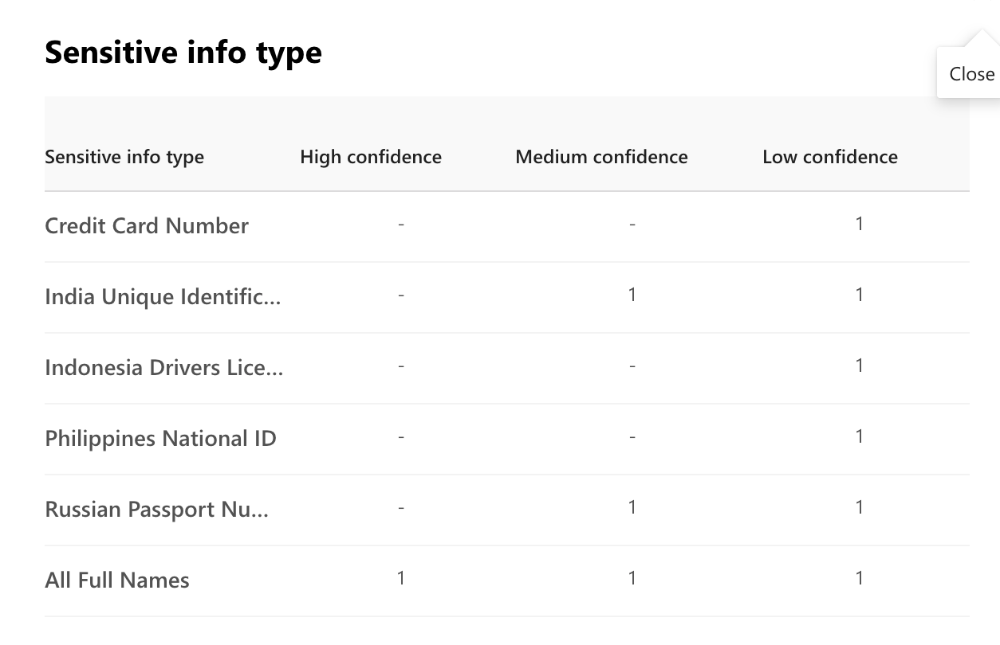 Sensitive info type
Close
Sensitive info type High confidence Medium confidence Low confidence
Credit Card Number - - 1
India Unique Identific... - 1 1
Indonesia Drivers Lice... - - 1
Philippines National ID - - 1
Russian Passport Nu... - 1 1
All Full Names 1 1 1